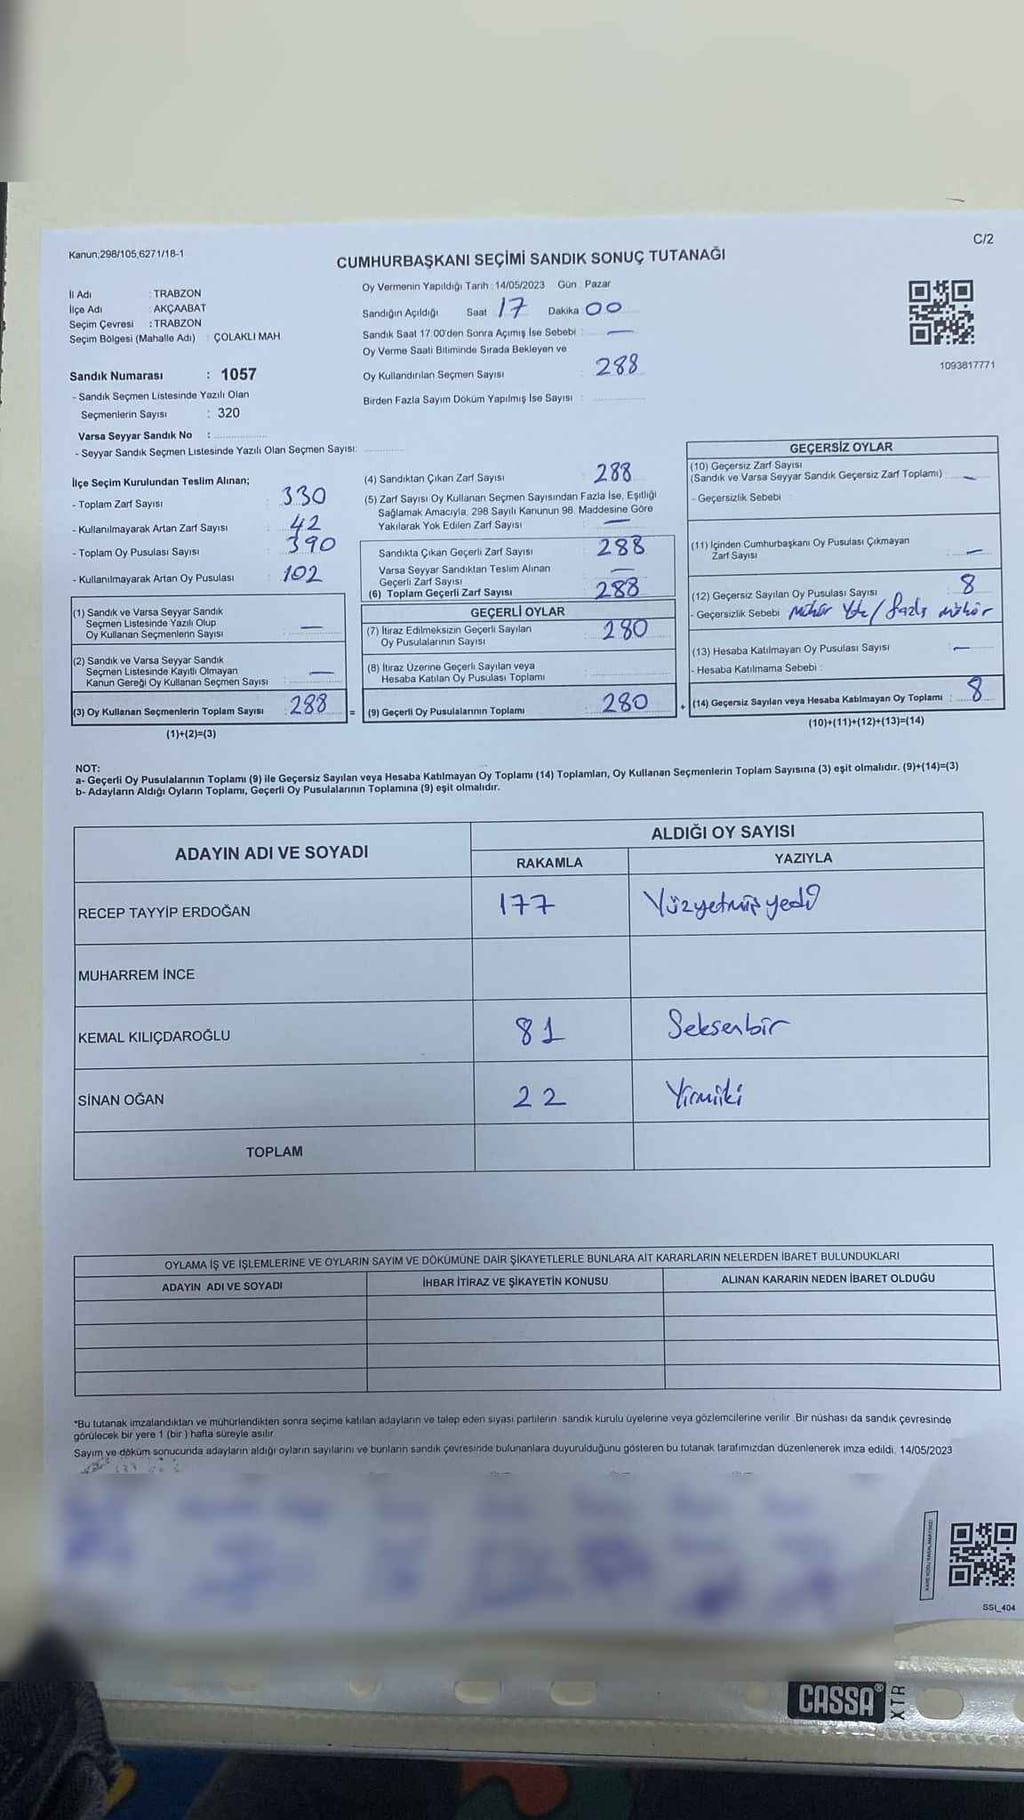 Kanun;298/105,6271/18-1
C/2
CUMHURBAŞKANI SEÇİMİ SANDIK SONUÇ TUTANAĞI
İl Adı : TRABZON
İlçe Adı : AKÇAABAT
Seçim Çevresi : TRABZON
Seçim Bölgesi (Mahalle Adı) : ÇOLAKLI MAH
Sandık Numarası : 1057
- Sandık Seçmen Listesinde Yazılı Olan
Seçmenlerin Sayısı : 320
Varsa Seyyar Sandık No :
- Seyyar Sandık Seçmen Listesinde Yazılı Olan Seçmen Sayısı:
Oy Vermenin Yapıldığı Tarih : 14/05/2023 Gün Pazar
Sandığın Açıldığı Saat 17 Dakika 00
Sandık Saat 17:00'den Sonra Açımış İse Sebebi : —
Oy Verme Saati Bitiminde Sırada Bekleyen ve
Oy Kullandırılan Seçmen Sayısı : 288
Birden Fazla Sayım Döküm Yapılmış İse Sayısı :
1093817771
İlçe Seçim Kurulundan Teslim Alınan;
- Toplam Zarf Sayısı : 330
- Kullanılmayarak Artan Zarf Sayısı : 42
- Toplam Oy Pusulası Sayısı : 390
- Kullanılmayarak Artan Oy Pusulası : 102
(1) Sandık ve Varsa Seyyar Sandık
Seçmen Listesinde Yazılı Olup
Oy Kullanan Seçmenlerin Sayısı : —
(2) Sandık ve Varsa Seyyar Sandık
Seçmen Listesinde Kayıtlı Olmayan
Kanun Gereği Oy Kullanan Seçmen Sayısı : —
(3) Oy Kullanan Seçmenlerin Toplam Sayısı : 288 =
(1)+(2)=(3)
(4) Sandıktan Çıkan Zarf Sayısı : 288
(5) Zarf Sayısı Oy Kullanan Seçmen Sayısından Fazla İse, Eşitliği
Sağlamak Amacıyla, 298 Sayılı Kanunun 98. Maddesine Göre
Yakılarak Yok Edilen Zarf Sayısı : —
Sandıkta Çıkan Geçerli Zarf Sayısı : 288
Varsa Seyyar Sandıktan Teslim Alınan
Geçerli Zarf Sayısı : —
(6) Toplam Geçerli Zarf Sayısı : 288
GEÇERLİ OYLAR
(7) İtiraz Edilmeksizin Geçerli Sayılan
Oy Pusulalarının Sayısı : 280
(8) İtiraz Üzerine Geçerli Sayılan veya
Hesaba Katılan Oy Pusulası Toplamı :
(9) Geçerli Oy Pusulalarının Toplamı : 280 +
GEÇERSİZ OYLAR
(10) Geçersiz Zarf Sayısı
(Sandık ve Varsa Seyyar Sandık Geçersiz Zarf Toplamı) : —
- Geçersizlik Sebebi :
(11) İçinden Cumhurbaşkanı Oy Pusulası Çıkmayan
Zarf Sayısı : —
(12) Geçersiz Sayılan Oy Pusulası Sayısı : 8
- Geçersizlik Sebebi : Mühür Yok / fazla mühür
(13) Hesaba Katılmayan Oy Pusulası Sayısı : —
- Hesaba Katılmama Sebebi :
(14) Geçersiz Sayılan veya Hesaba Katılmayan Oy Toplamı : 8
(10)+(11)+(12)+(13)=(14)
NOT:
a- Geçerli Oy Pusulalarının Toplamı (9) ile Geçersiz Sayılan veya Hesaba Katılmayan Oy Toplamı (14) Toplamları, Oy Kullanan Seçmenlerin Toplam Sayısına (3) eşit olmalıdır. (9)+(14)=(3)
b- Adayların Aldığı Oyların Toplamı, Geçerli Oy Pusulalarının Toplamına (9) eşit olmalıdır.
ADAYIN ADI VE SOYADI
ALDIĞI OY SAYISI
RAKAMLA YAZIYLA
RECEP TAYYİP ERDOĞAN 177 Yüzyetmişyedi
MUHARREM İNCE
KEMAL KILIÇDAROĞLU 81 Seksenbir
SİNAN OĞAN 22 Yirmiiki
TOPLAM
OYLAMA İŞ VE İŞLEMLERİNE VE OYLARIN SAYIM VE DÖKÜMÜNE DAİR ŞİKAYETLERLE BUNLARA AİT KARARLARIN NELERDEN İBARET BULUNDUKLARI
ADAYIN ADI VE SOYADI İHBAR İTİRAZ VE ŞİKAYETİN KONUSU ALINAN KARARIN NEDEN İBARET OLDUĞU
*Bu tutanak imzalandıktan ve mühürlendikten sonra seçime katılan adayların ve talep eden siyasi partilerin sandık kurulu üyelerine veya gözlemcilerine verilir. Bir nüshası da sandık çevresinde
görülecek bir yere 1 (bir ) hafta süreyle asılır.
Sayım ve döküm sonucunda adayların aldığı oyların sayılarını ve bunların sandık çevresinde bulunanlara duyurulduğunu gösteren bu tutanak tarafımızdan düzenlenerek imza edildi. 14/05/2023
SSI_404
CASSA®
XTR